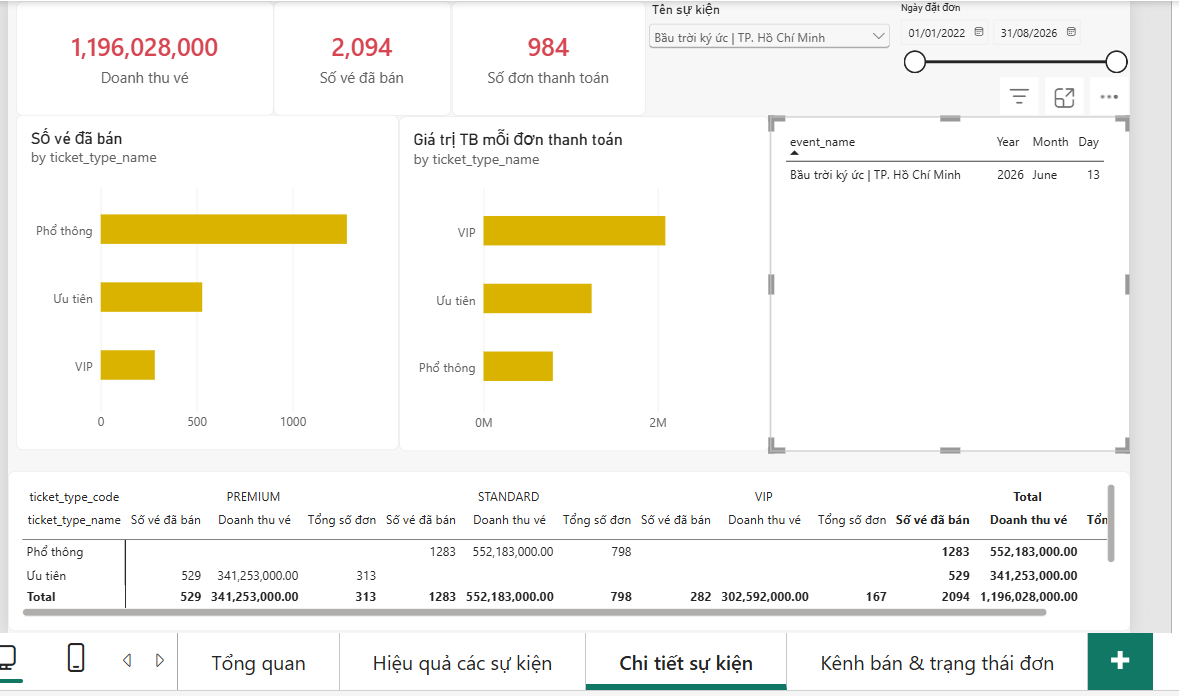 1,196,028,000
Doanh thu vé
2,094
Số vé đã bán
984
Số đơn thanh toán
Tên sự kiện
Bầu trời ký ức | TP. Hồ Chí Minh
Ngày đặt đơn
01/01/2022 31/08/2026
Số vé đã bán
by ticket_type_name
Phổ thông
Ưu tiên
VIP
0 500 1000
Giá trị TB mỗi đơn thanh toán
by ticket_type_name
VIP
Ưu tiên
Phổ thông
0M 2M
event_name Year Month Day
Bầu trời ký ức | TP. Hồ Chí Minh 2026 June 13
ticket_type_code PREMIUM STANDARD VIP Total
ticket_type_name Số vé đã bán Doanh thu vé Tổng số đơn Số vé đã bán Doanh thu vé Tổng số đơn Số vé đã bán Doanh thu vé Tổng số đơn Số vé đã bán Doanh thu vé
Phổ thông 1283 552,183,000.00 798 1283 552,183,000.00
Ưu tiên 529 341,253,000.00 313 529 341,253,000.00
Total 529 341,253,000.00 313 1283 552,183,000.00 798 282 302,592,000.00 167 2094 1,196,028,000.00
Tổng quan
Hiệu quả các sự kiện
Chi tiết sự kiện
Kênh bán & trạng thái đơn